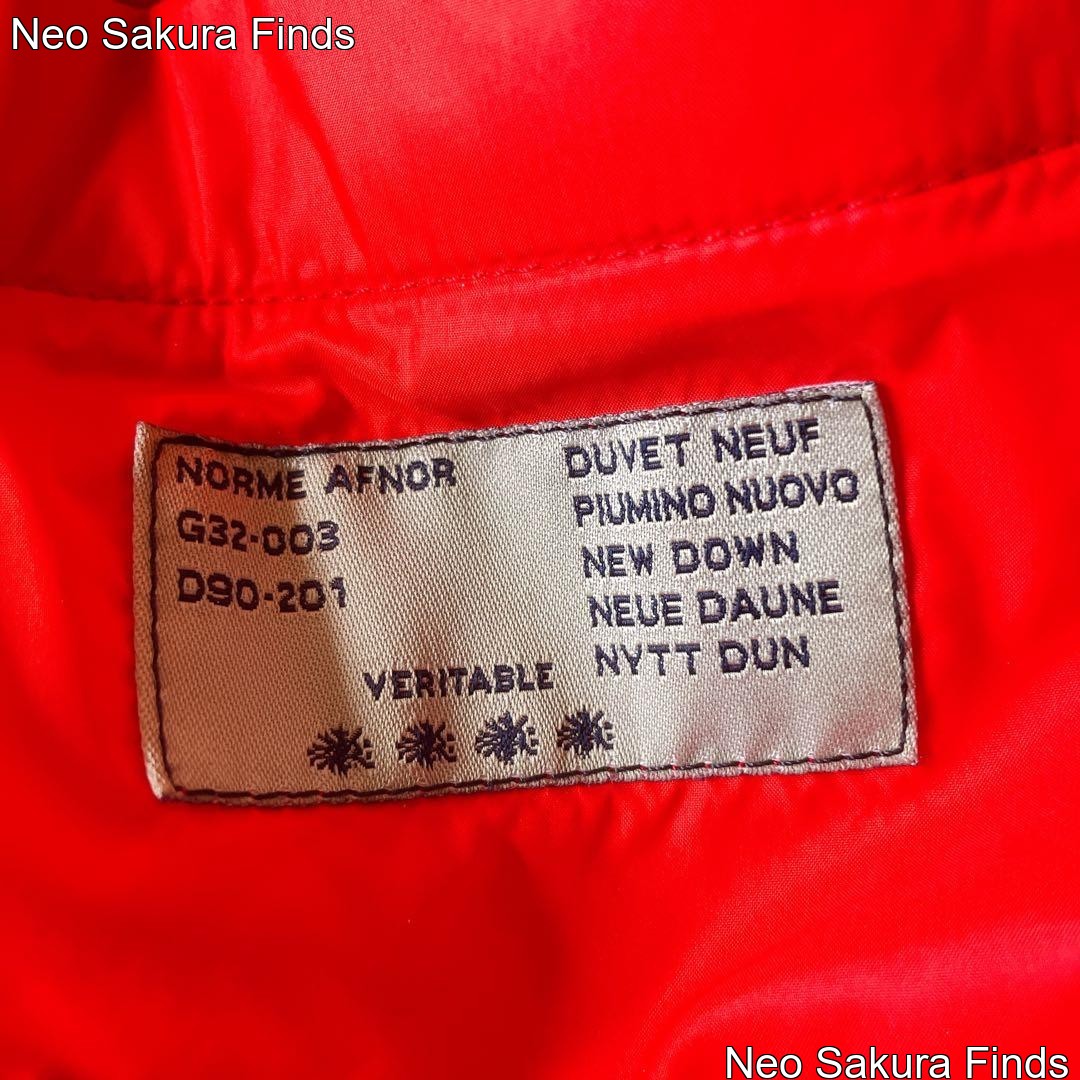 Neo Sakura Finds
NORME AFNOR
G32-003
D90-201
DUVET NEUF
PIUMINO NUOVO
NEW DOWN
NEUE DAUNE
NYTT DUN
VERITABLE
Neo Sakura Finds